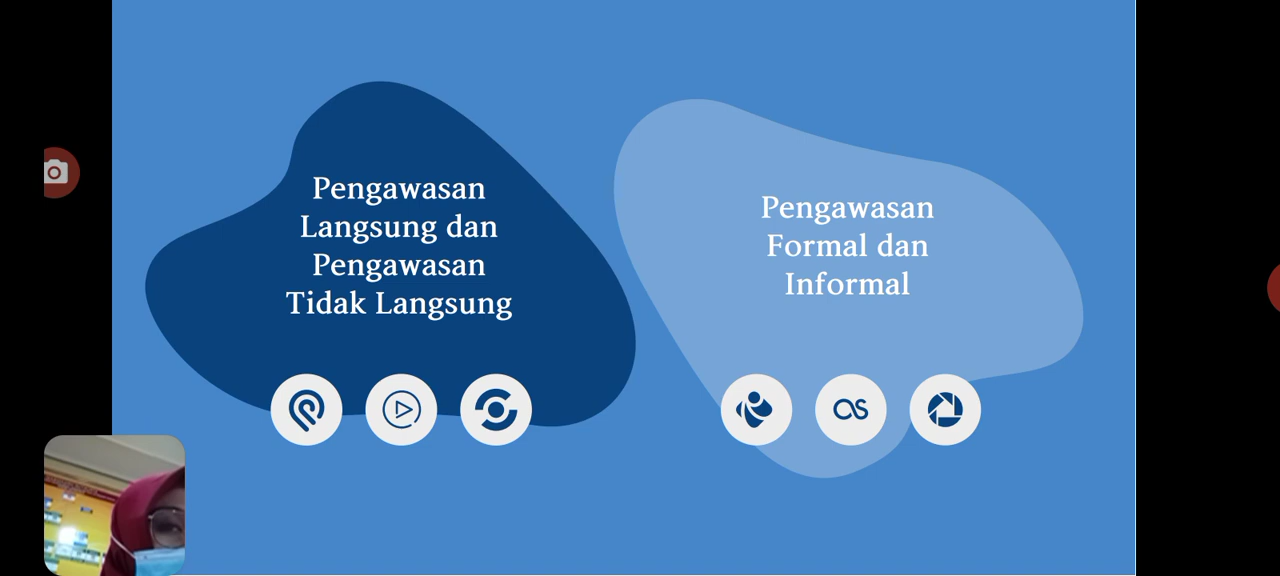 Pengawasan
Langsung dan
Pengawasan
Tidak Langsung
Pengawasan
Formal dan
Informal